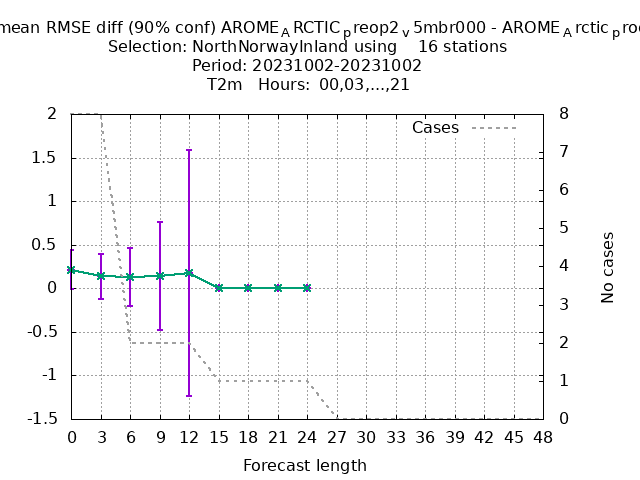 mean RMSE diff (90% conf) AROME_ARCTIC_preop2_v5mbr000 - AROME_Arctic_pro
Selection: NorthNorwayInland using 16 stations
Period: 20231002-20231002
T2m Hours: 00,03,...,21
Cases
2
1.5
1
0.5
0
-0.5
-1
-1.5
8
7
6
5
4
3
2
1
0
No cases
0 3 6 9 12 15 18 21 24 27 30 33 36 39 42 45 48
Forecast length